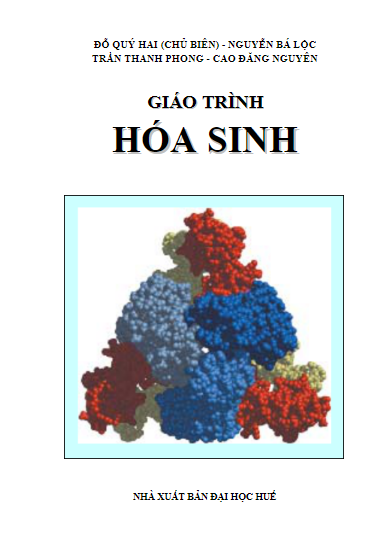 ĐỖ QUÝ HAI (CHỦ BIÊN) - NGUYỄN BÁ LỘC
TRẦN THANH PHONG - CAO ĐĂNG NGUYÊN
GIÁO TRÌNH
HÓA SINH
NHÀ XUẤT BẢN ĐẠI HỌC HUẾ